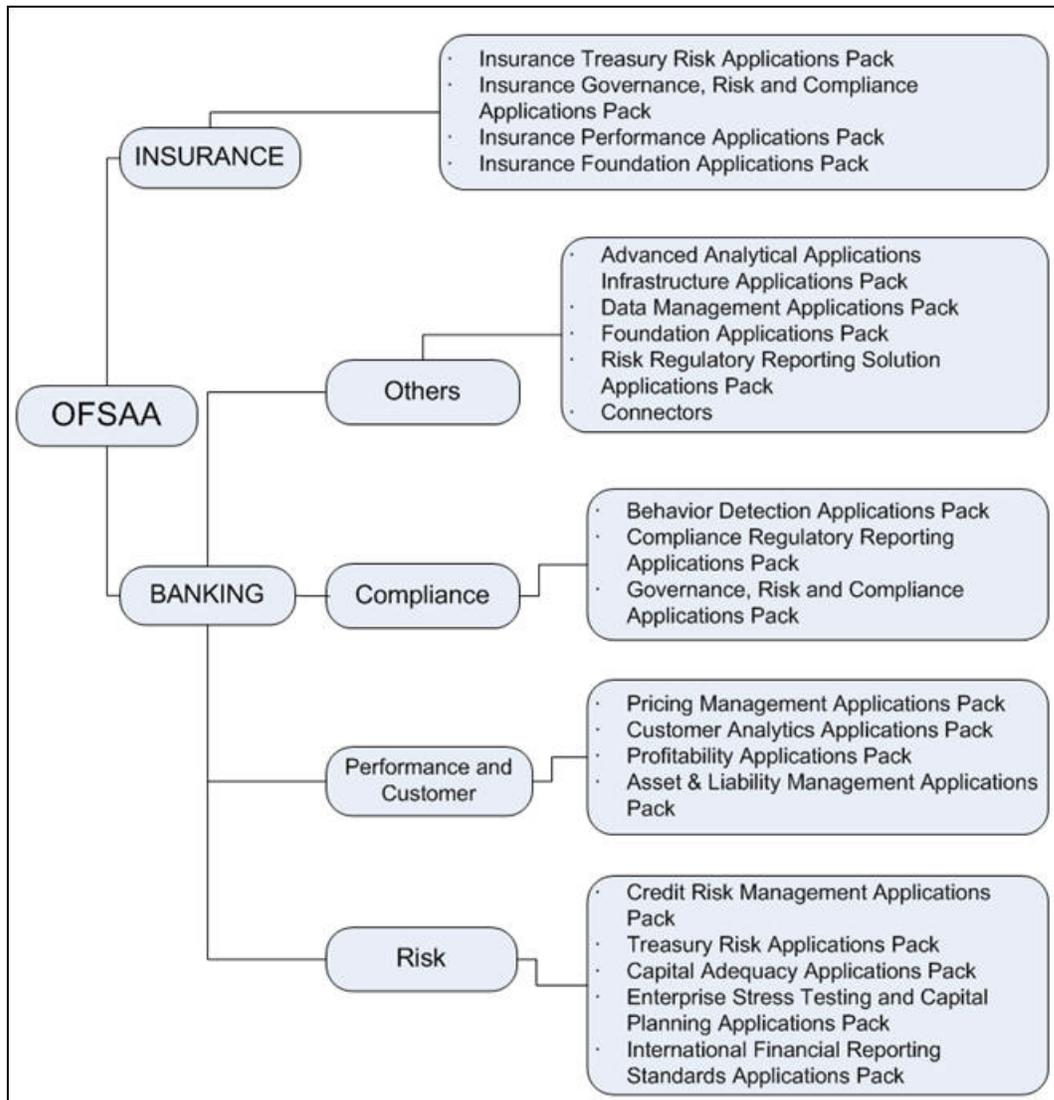 · Insurance Treasury Risk Applications Pack
· Insurance Governance, Risk and Compliance
Applications Pack
· Insurance Performance Applications Pack
· Insurance Foundation Applications Pack
INSURANCE
· Advanced Analytical Applications
Infrastructure Applications Pack
· Data Management Applications Pack
· Foundation Applications Pack
· Risk Regulatory Reporting Solution
Applications Pack
· Connectors
Others
OFSAA
· Behavior Detection Applications Pack
· Compliance Regulatory Reporting
Applications Pack
· Governance, Risk and Compliance
Applications Pack
BANKING
Compliance
· Pricing Management Applications Pack
· Customer Analytics Applications Pack
· Profitability Applications Pack
· Asset & Liability Management Applications
Pack
Performance and
Customer
· Credit Risk Management Applications
Pack
· Treasury Risk Applications Pack
· Capital Adequacy Applications Pack
· Enterprise Stress Testing and Capital
Planning Applications Pack
· International Financial Reporting
Standards Applications Pack
Risk